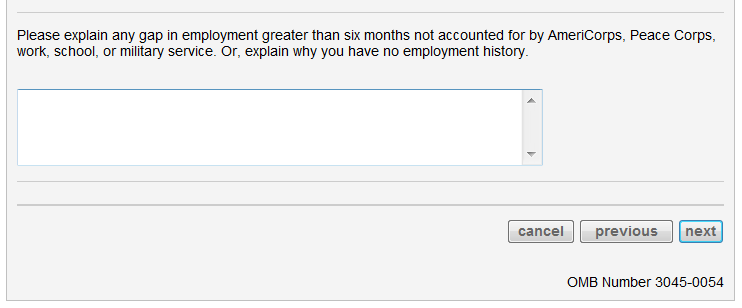 Please explain any gap in employment greater than six months not accounted for by AmeriCorps, Peace Corps,
work, school, or military service. Or, explain why you have no employment history.
cancel previous next
OMB Number 3045-0054